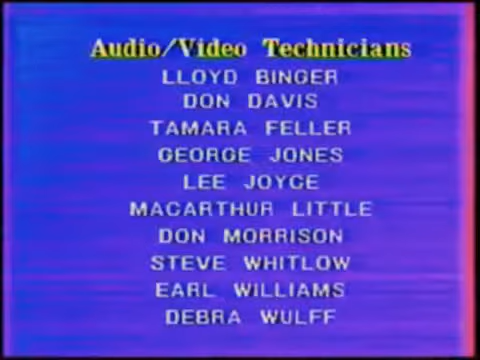 Audio/Video Technicians
LLOYD BINGER
DON DAVIS
TAMARA FELLER
GEORGE JONES
LEE JOYCE
MACARTHUR LITTLE
DON MORRISON
STEVE WHITLOW
EARL WILLIAMS
DEBRA WULFF